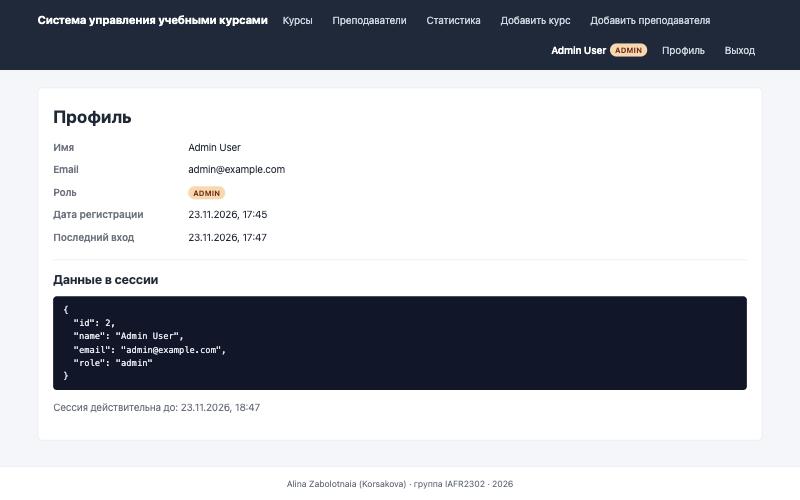 Система управления учебными курсами Курсы Преподаватели Статистика Добавить курс Добавить преподавателя
Admin User ADMIN Профиль Выход
Профиль
Имя Admin User
Email admin@example.com
Роль ADMIN
Дата регистрации 23.11.2026, 17:45
Последний вход 23.11.2026, 17:47
Данные в сессии
{
  "id": 2,
  "name": "Admin User",
  "email": "admin@example.com",
  "role": "admin"
}
Сессия действительна до: 23.11.2026, 18:47
Alina Zabolotnaia (Korsakova) · группа IAFR2302 · 2026